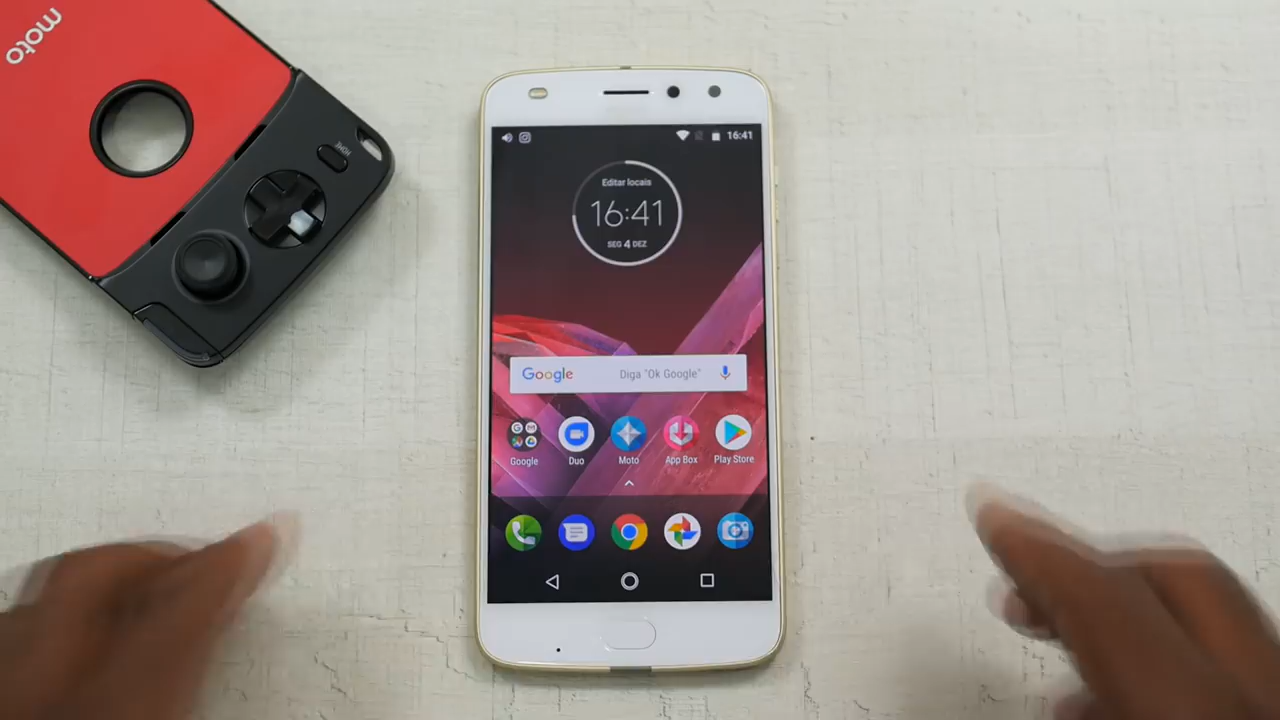 moto
HOME
16:41
Editar locais
16:41
SEG 4 DEZ
Google
Diga "Ok Google"
Google
Duo
Moto
App Box
Play Store